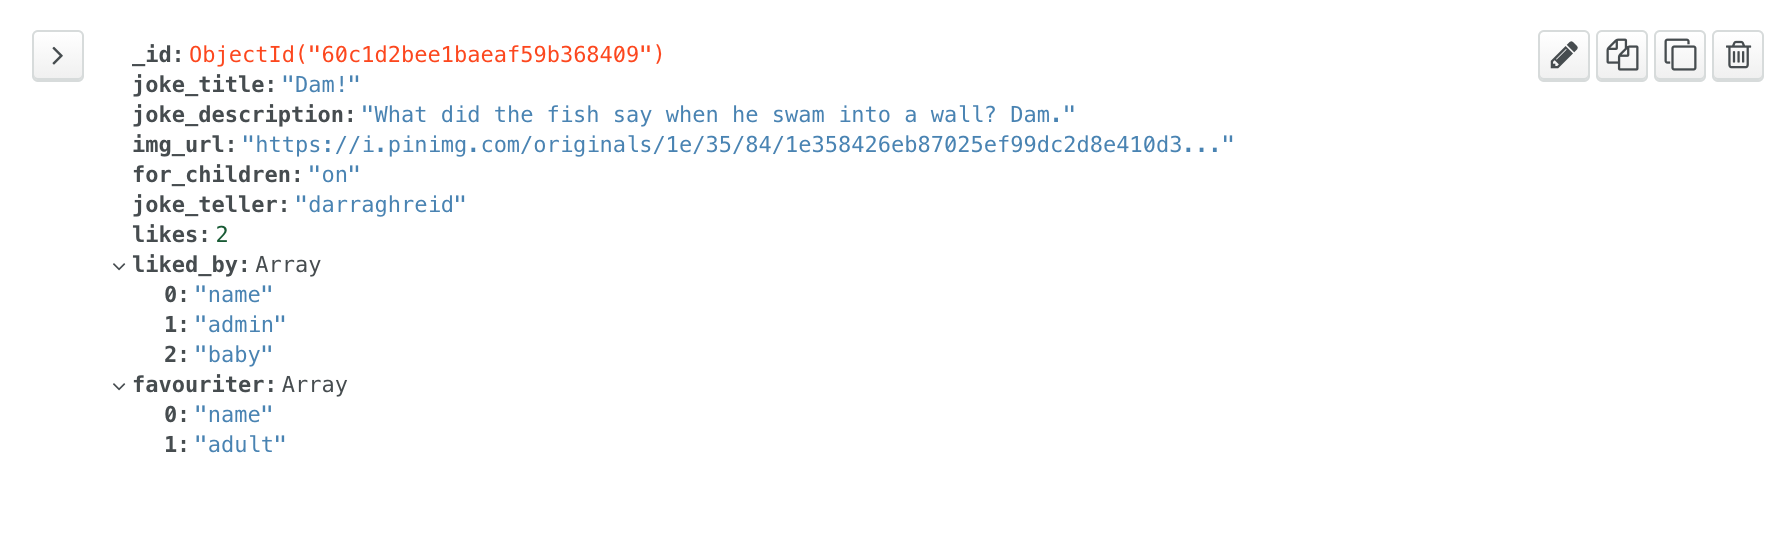 _id: ObjectId("60c1d2bee1baeaf59b368409")
joke_title: "Dam!"
joke_description: "What did the fish say when he swam into a wall? Dam."
img_url: "https://i.pinimg.com/originals/1e/35/84/1e358426eb87025ef99dc2d8e410d3..."
for_children: "on"
joke_teller: "darraghreid"
likes: 2
liked_by: Array
0: "name"
1: "admin"
2: "baby"
favouriter: Array
0: "name"
1: "adult"